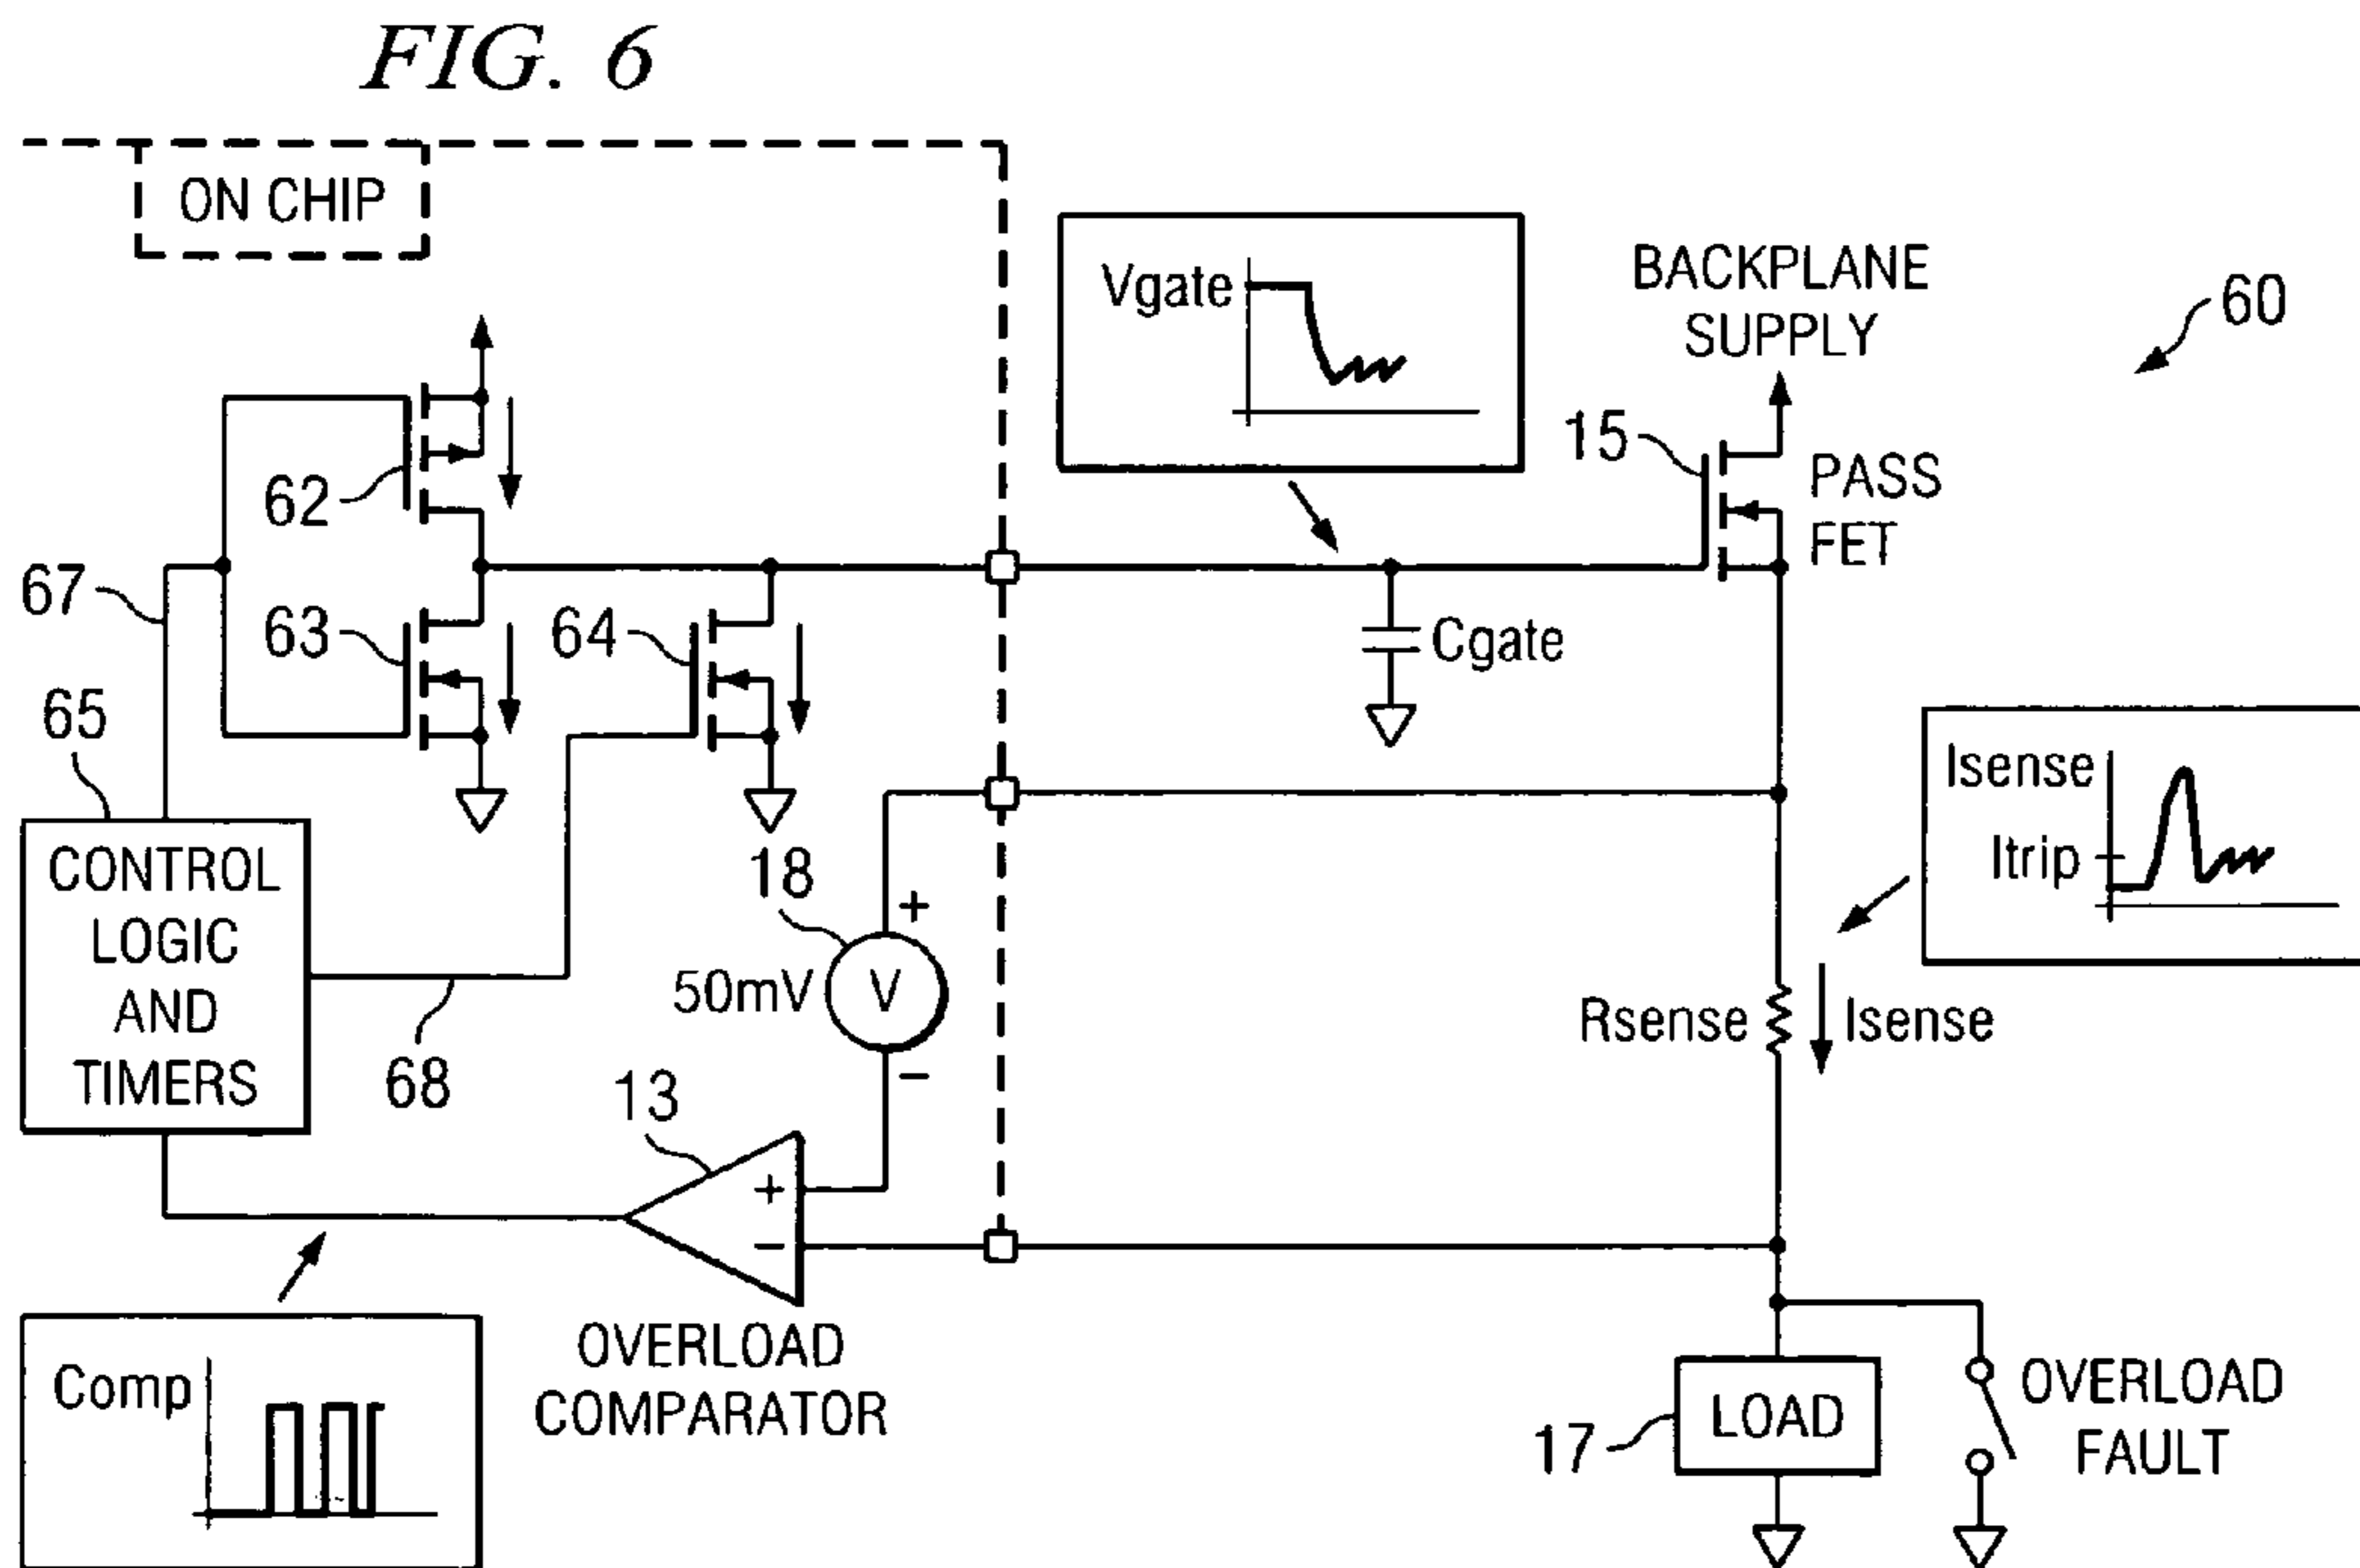 FIG. 6
ON CHIP
Vgate
BACKPLANE
SUPPLY
60
15
PASS
FET
62
67
63
64
Cgate
65
Isense
Itrip
CONTROL
LOGIC
AND
TIMERS
18
+
50mV
V
−
Rsense
Isense
68
13
+
−
OVERLOAD
COMPARATOR
Comp
LOAD
17
OVERLOAD
FAULT